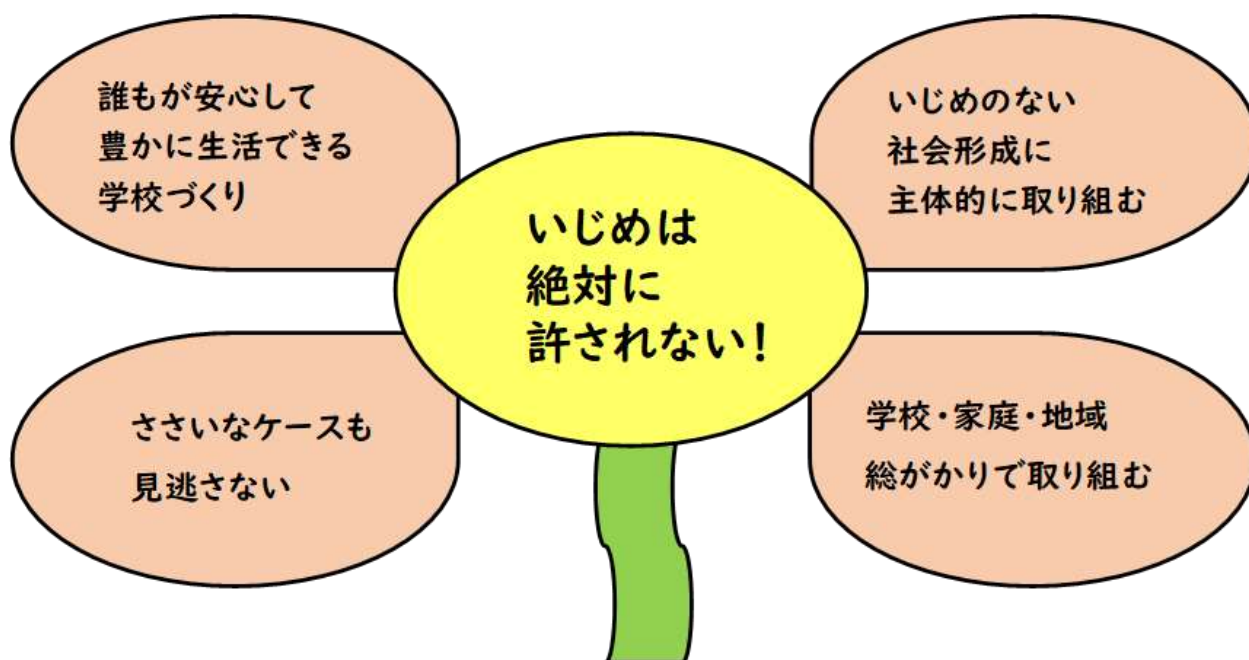 誰もが安心して
豊かに生活できる
学校づくり
いじめのない
社会形成に
主体的に取り組む
いじめは
絶対に
許されない！
ささいなケースも
見逃さない
学校・家庭・地域
総がかりで取り組む